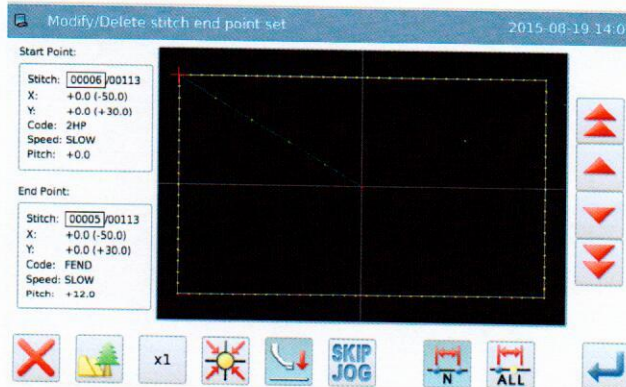 Modify/Delete stitch end point set
2015-08-19 14:0
Start Point:
Stitch: 00006/00113
X: +0.0 (-50.0)
Y: +0.0 (+30.0)
Code: 2HP
Speed: SLOW
Pitch: +0.0
End Point:
Stitch: 00005/00113
X: +0.0 (-50.0)
Y: +0.0 (+30.0)
Code: FEND
Speed: SLOW
Pitch: +12.0
x1
SKIP
JOG
N
ALL